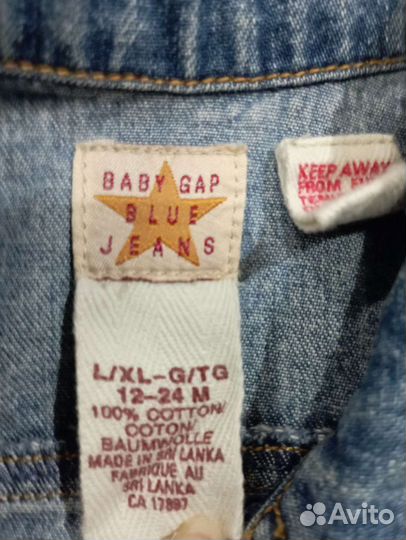 BABY GAP
BLUE
JEANS
L/XL-G/TG
12-24 M
100% COTTON/
COTON/
BAUMWOLLE
MADE IN SRI LANKA
FABRIQUE AU
SRI LANKA
CA 17897
KEEP AWAY
FROM
Avito